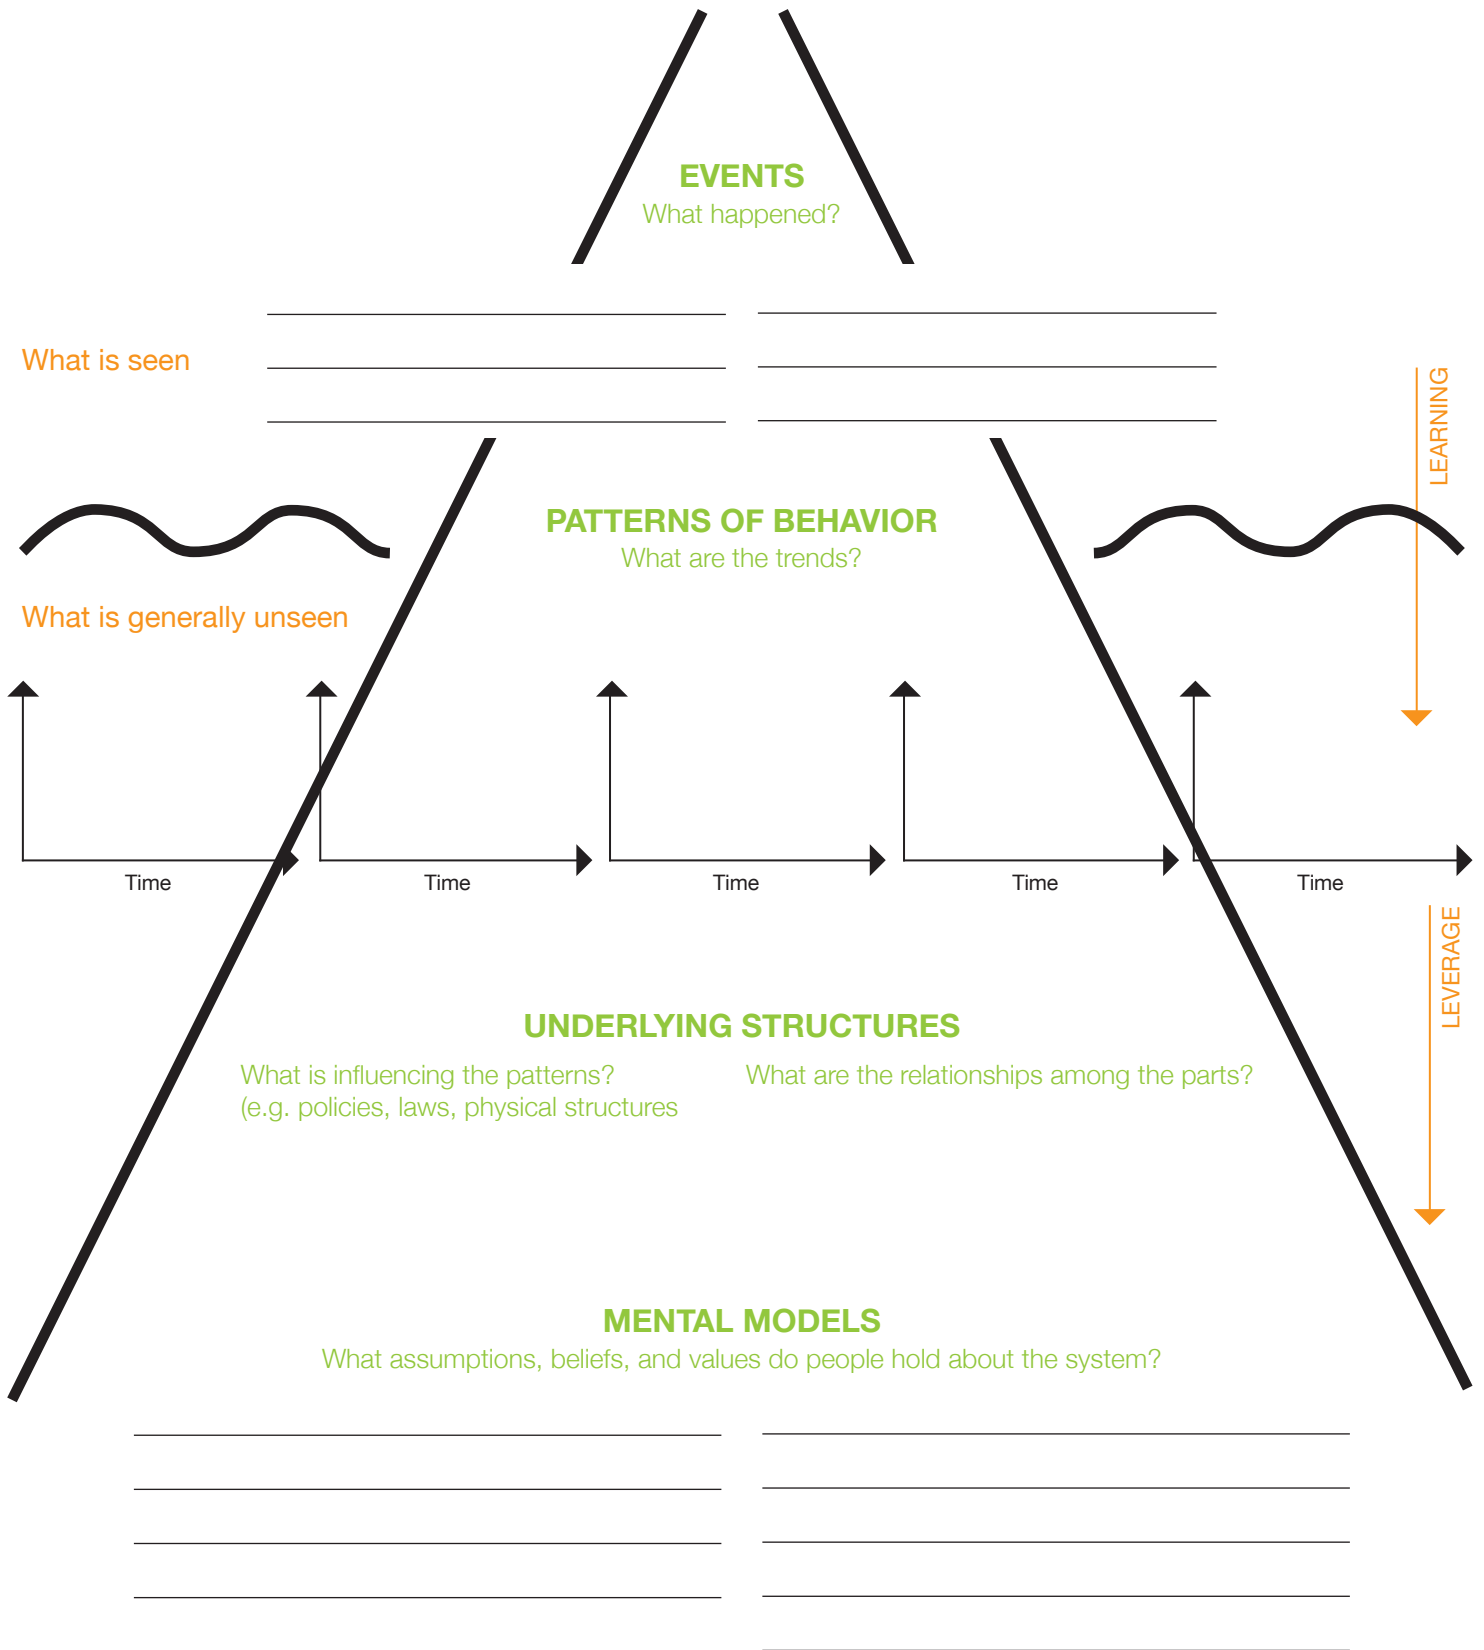 EVENTS
What happened?
What is seen
LEARNING
PATTERNS OF BEHAVIOR
What are the trends?
What is generally unseen
Time
Time
Time
Time
Time
LEVERAGE
UNDERLYING STRUCTURES
What is influencing the patterns?
(e.g. policies, laws, physical structures
What are the relationships among the parts?
MENTAL MODELS
What assumptions, beliefs, and values do people hold about the system?